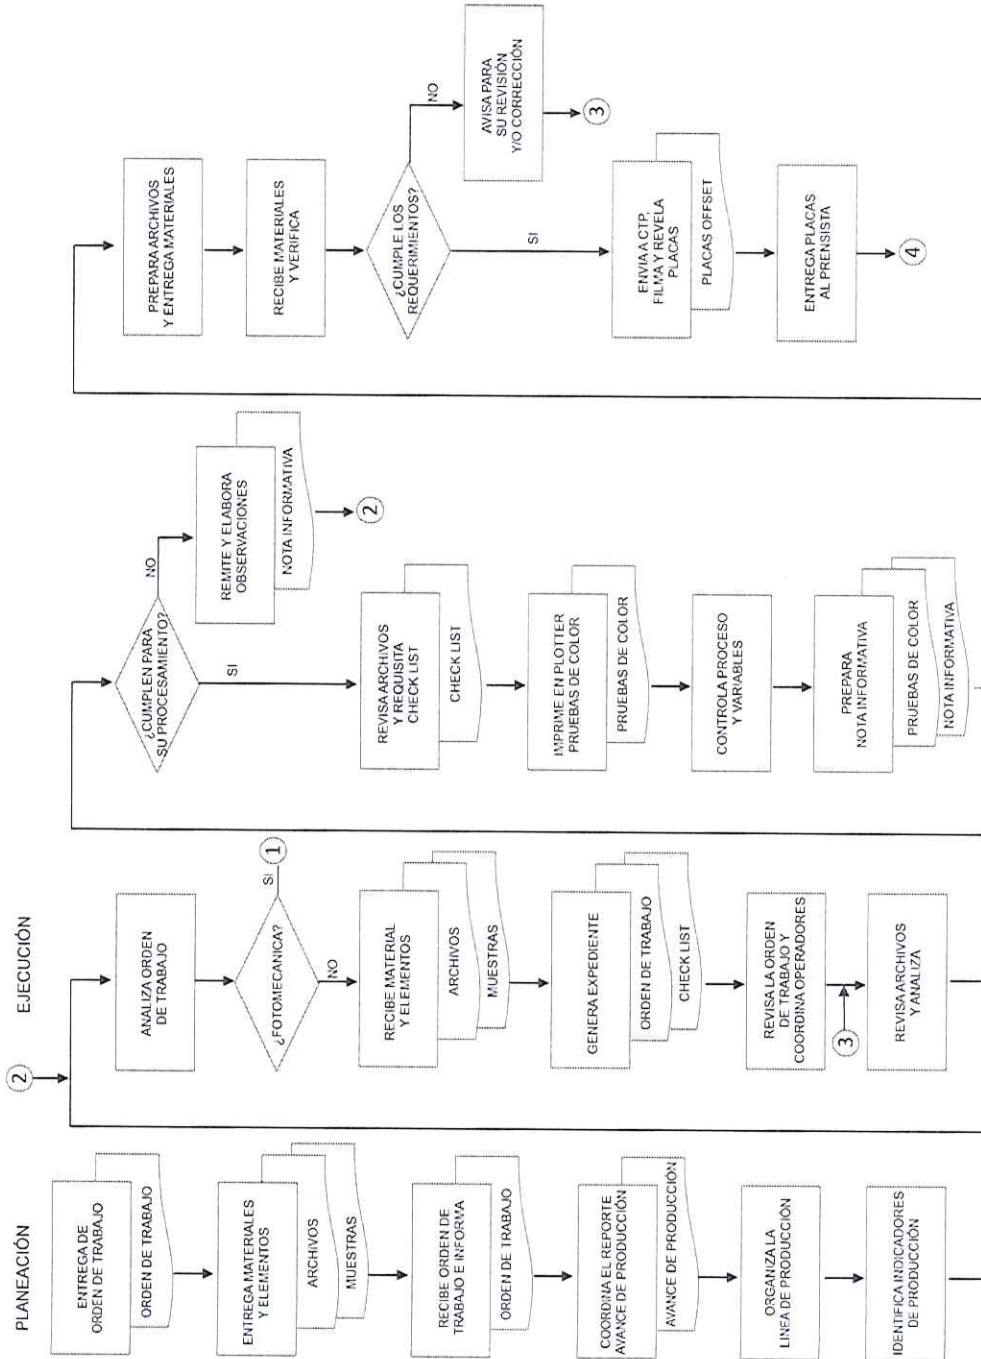 PLANEACIÓN
ENTREGA DE
ORDEN DE TRABAJO
ORDEN DE TRABAJO
ENTREGA MATERIALES
Y ELEMENTOS
ARCHIVOS
MUESTRAS
RECIBE ORDEN DE
TRABAJO E INFORMA
ORDEN DE TRABAJO
COORDINA EL REPORTE
AVANCE DE PRODUCCIÓN
AVANCE DE PRODUCCIÓN
ORGANIZA LA
LINEA DE PRODUCCIÓN
IDENTIFICA INDICADORES
DE PRODUCCIÓN
EJECUCIÓN
2
ANALIZA ORDEN
DE TRABAJO
¿FOTOMECANICA?
SI
1
NO
RECIBE MATERIAL
Y ELEMENTOS
ARCHIVOS
MUESTRAS
GENERA EXPEDIENTE
ORDEN DE TRABAJO
CHECK LIST
REVISA LA ORDEN
DE TRABAJO Y
COORDINA OPERADORES
3
REVISA ARCHIVOS
Y ANALIZA
¿CUMPLEN PARA
SU PROCESAMIENTO?
NO
REMITE Y ELABORA
OBSERVACIONES
NOTA INFORMATIVA
2
SI
REVISA ARCHIVOS
Y REQUISITA
CHECK LIST
CHECK LIST
IMPRIME EN PLOTTER
PRUEBAS DE COLOR
PRUEBAS DE COLOR
CONTROLA PROCESO
Y VARIABLES
PREPARA
NOTA INFORMATIVA
PRUEBAS DE COLOR
NOTA INFORMATIVA
PREPARA ARCHIVOS
Y ENTREGA MATERIALES
RECIBE MATERIALES
Y VERIFICA
¿CUMPLE LOS
REQUERIMIENTOS?
NO
AVISA PARA
SU REVISIÓN
Y/O CORRECCIÓN
3
SI
ENVIA A CTP,
FILMA Y REVELA
PLACAS
PLACAS OFFSET
ENTREGA PLACAS
AL PRENSISTA
4